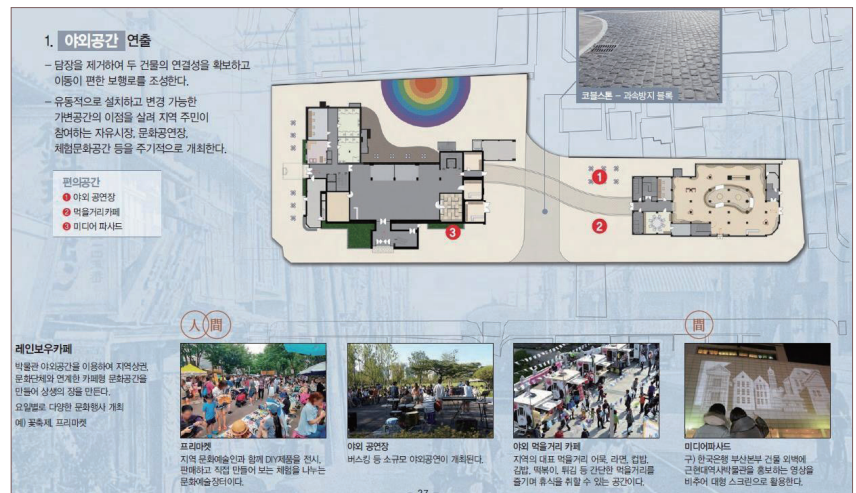 1. 야외공간 연출
– 담장을 제거하여 두 건물의 연결성을 확보하고
이동이 편한 보행로를 조성한다.
– 유동적으로 설치하고 변경 가능한
가변공간의 이점을 살려 지역 주민이
참여하는 자유시장, 문화공연장,
체험문화공간 등을 주기적으로 개최한다.
편의공간
1 야외 공연장
2 먹을거리카페
3 미디어 파사드
코블스톤 – 과속방지 블록
1
2
3
레인보우카페
박물관 야외공간을 이용하여 지역상권,
문화단체와 연계한 카페형 문화공간을
만들어 상생의 장을 만든다.
요일별로 다양한 문화행사 개최
예) 꽃축제, 프리마켓
人 間
프리마켓
지역 문화예술인과 함께 DIY제품을 전시,
판매하고 직접 만들어 보는 체험을 나누는
문화예술장터이다.
야외 공연장
버스킹 등 소규모 야외공연이 개최된다.
야외 먹을거리 카페
지역의 대표 먹을거리 어묵, 라면, 컵밥,
김밥, 떡볶이, 튀김 등 간단한 먹을거리를
즐기며 휴식을 취할 수 있는 공간이다.
間
미디어파사드
구) 한국은행 부산본부 건물 외벽에
근현대역사박물관을 홍보하는 영상을
비추어 대형 스크린으로 활용한다.
– 27 –